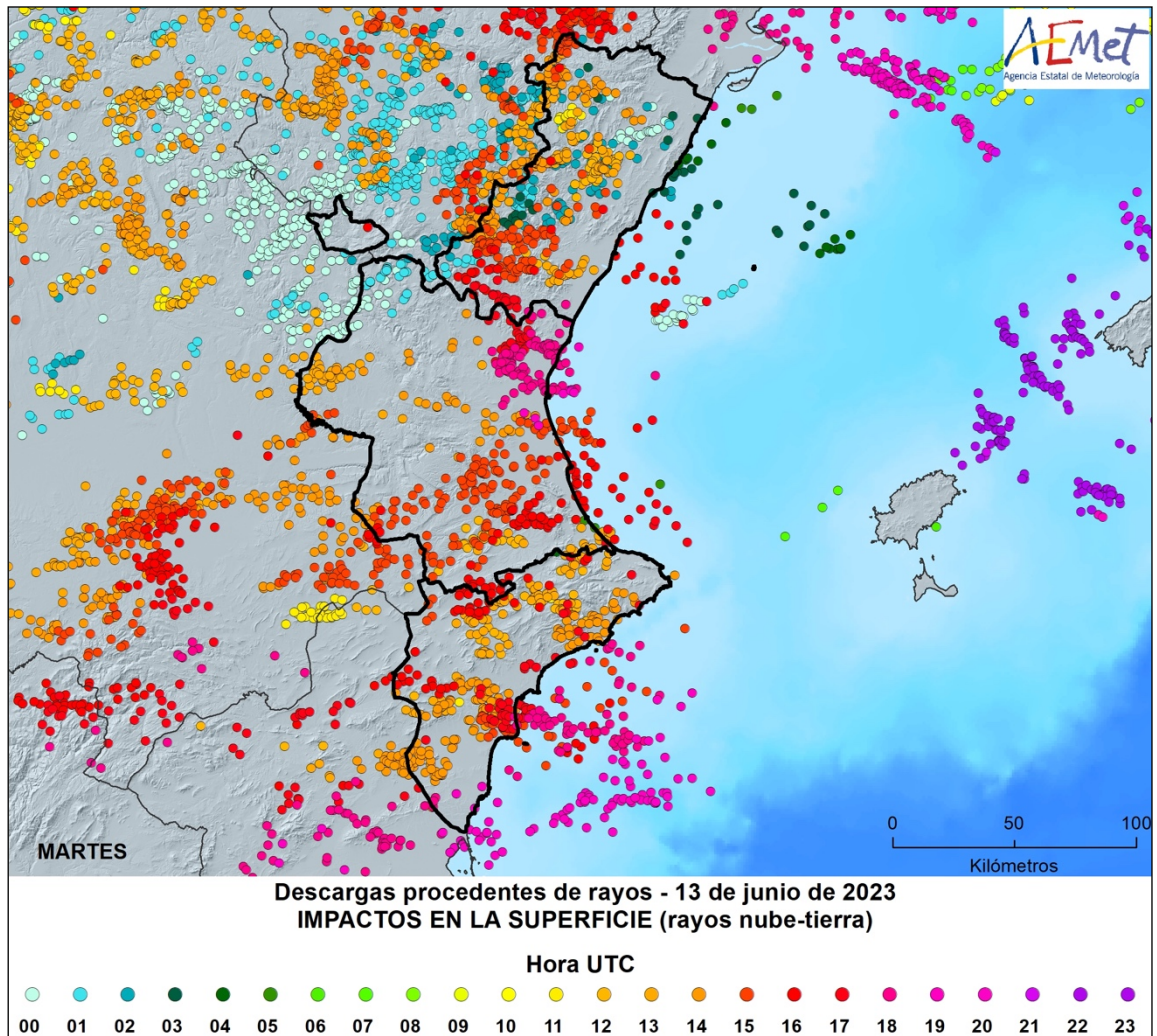 AEMet
Agencia Estatal de Meteorología
0 50 100
Kilómetros
MARTES
Descargas procedentes de rayos - 13 de junio de 2023
IMPACTOS EN LA SUPERFICIE (rayos nube-tierra)
Hora UTC
00 01 02 03 04 05 06 07 08 09 10 11 12 13 14 15 16 17 18 19 20 21 22 23